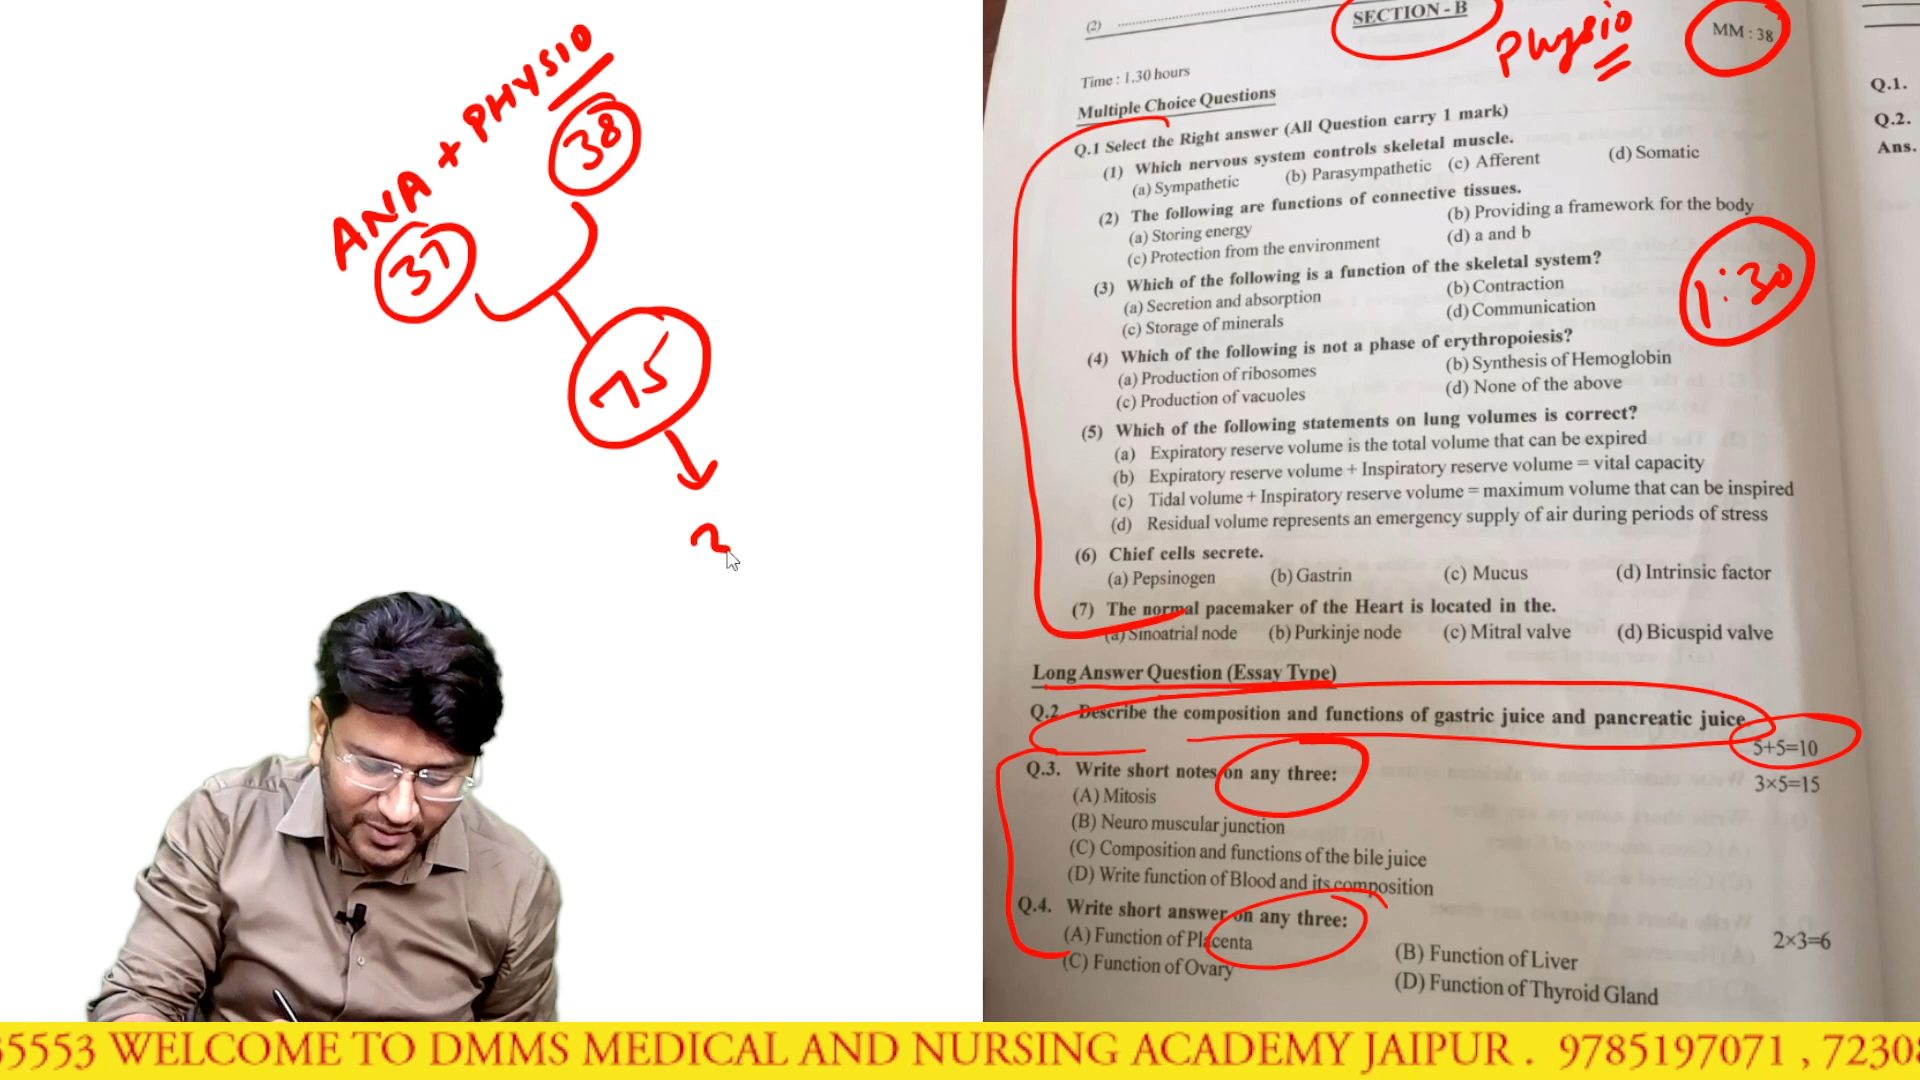 ANA + PHYSIO
37
38
75
2
(2)
SECTION - B
Physio
MM : 38
Time : 1.30 hours
Multiple Choice Questions
Q.1 Select the Right answer (All Question carry 1 mark)
(1) Which nervous system controls skeletal muscle.
(a) Sympathetic (b) Parasympathetic (c) Afferent (d) Somatic
(2) The following are functions of connective tissues.
(a) Storing energy (b) Providing a framework for the body
(c) Protection from the environment (d) a and b
1:30
(3) Which of the following is a function of the skeletal system?
(a) Secretion and absorption (b) Contraction
(c) Storage of minerals (d) Communication
(4) Which of the following is not a phase of erythropoiesis?
(a) Production of ribosomes (b) Synthesis of Hemoglobin
(c) Production of vacuoles (d) None of the above
(5) Which of the following statements on lung volumes is correct?
(a) Expiratory reserve volume is the total volume that can be expired
(b) Expiratory reserve volume + Inspiratory reserve volume = vital capacity
(c) Tidal volume + Inspiratory reserve volume = maximum volume that can be inspired
(d) Residual volume represents an emergency supply of air during periods of stress
(6) Chief cells secrete.
(a) Pepsinogen (b) Gastrin (c) Mucus (d) Intrinsic factor
(7) The normal pacemaker of the Heart is located in the.
(a) Sinoatrial node (b) Purkinje node (c) Mitral valve (d) Bicuspid valve
Long Answer Question (Essay Type)
Q.2. Describe the composition and functions of gastric juice and pancreatic juice.
5+5=10
Q.3. Write short notes on any three: 3×5=15
(A) Mitosis
(B) Neuro muscular junction
(C) Composition and functions of the bile juice
(D) Write function of Blood and its composition
Q.4. Write short answer on any three: 2×3=6
(A) Function of Placenta (B) Function of Liver
(C) Function of Ovary (D) Function of Thyroid Gland
Q.1.
Q.2.
Ans.
5553 WELCOME TO DMMS MEDICAL AND NURSING ACADEMY JAIPUR . 9785197071 , 7230